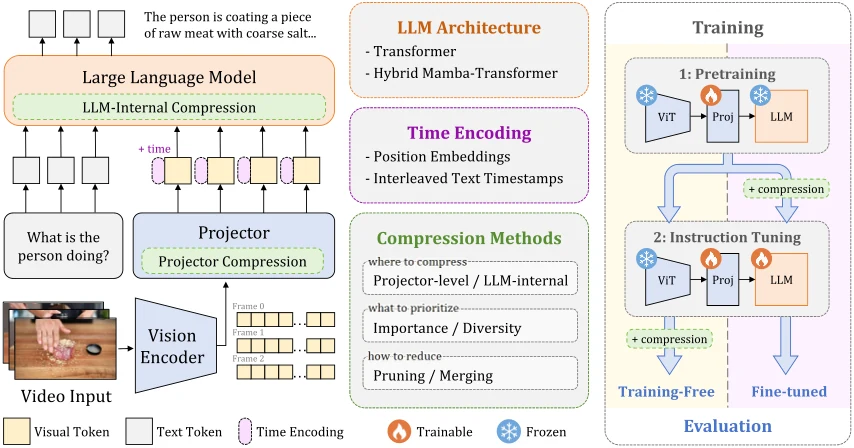 The person is coating a piece
of raw meat with coarse salt...
Large Language Model
LLM-Internal Compression
+ time
What is the
person doing?
Projector
Projector Compression
Video Input
Vision
Encoder
Frame 0
Frame 1
Frame 2
LLM Architecture
- Transformer
- Hybrid Mamba-Transformer
Time Encoding
- Position Embeddings
- Interleaved Text Timestamps
Compression Methods
where to compress
Projector-level / LLM-internal
what to prioritize
Importance / Diversity
how to reduce
Pruning / Merging
Training
1: Pretraining
ViT
Proj
LLM
+ compression
2: Instruction Tuning
ViT
Proj
LLM
+ compression
Training-Free
Fine-tuned
Evaluation
Visual Token
Text Token
Time Encoding
Trainable
Frozen